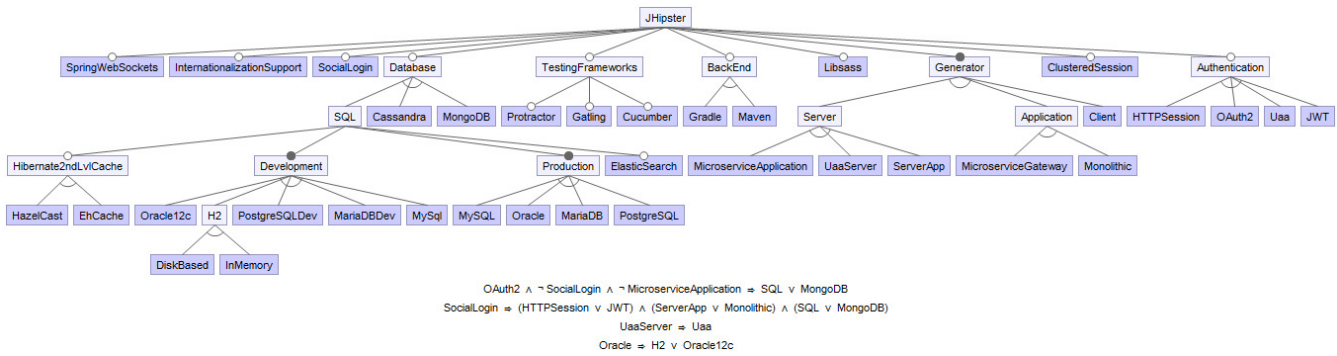 JHipster
SpringWebSockets InternationalizationSupport SocialLogin Database TestingFrameworks BackEnd Libsass Generator ClusteredSession Authentication
SQL Cassandra MongoDB Protractor Gatling Cucumber Gradle Maven Server Application Client HTTPSession OAuth2 Uaa JWT
Hibernate2ndLvlCache Development Production ElasticSearch MicroserviceApplication UaaServer ServerApp MicroserviceGateway Monolithic
HazelCast EhCache Oracle12c H2 PostgreSQLDev MariaDBDev MySql MySQL Oracle MariaDB PostgreSQL
DiskBased InMemory
OAuth2 ∧ ¬ SocialLogin ∧ ¬ MicroserviceApplication ⇒ SQL ∨ MongoDB
SocialLogin ⇒ (HTTPSession ∨ JWT) ∧ (ServerApp ∨ Monolithic) ∧ (SQL ∨ MongoDB)
UaaServer ⇒ Uaa
Oracle ⇒ H2 ∨ Oracle12c